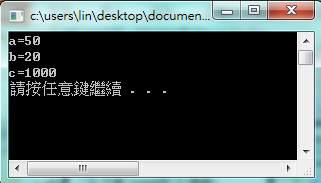 c:\users\lin\desktop\documen...
a=50
b=20
c=1000
請按任意鍵繼續 . . .